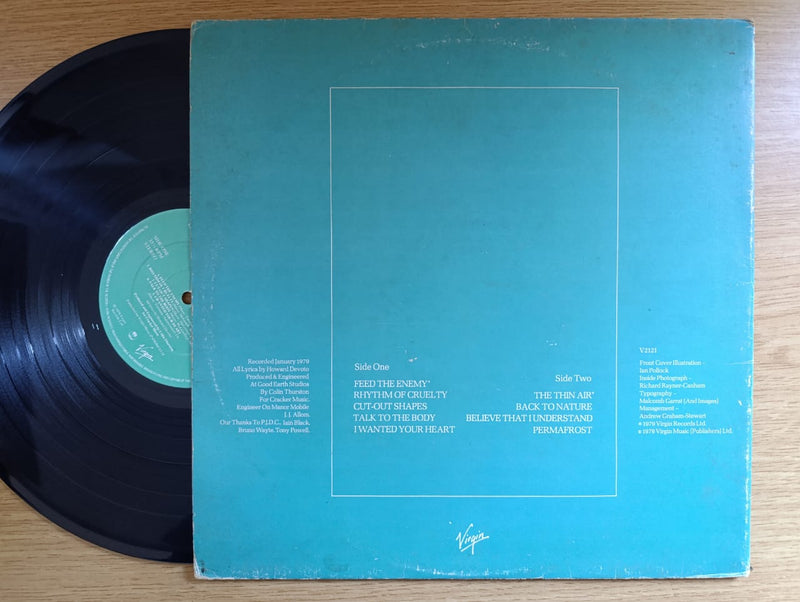 Recorded January 1979
All Lyrics by Howard Devoto
Produced & Engineered
At Good Earth Studios
By Colin Thurston
For Cracker Music.
Engineer On Manor Mobile
J.J. Allom.
Our Thanks To P.J.D.C., Iain Black,
Bruno Wayte, Tony Powell.
Side One
FEED THE ENEMY*
RHYTHM OF CRUELTY
CUT-OUT SHAPES
TALK TO THE BODY
I WANTED YOUR HEART
Side Two
THE THIN AIR*
BACK TO NATURE
BELIEVE THAT I UNDERSTAND
PERMAFROST
V2121
Front Cover Illustration -
Ian Pollock
Inside Photograph -
Richard Rayner-Canham
Typography -
Malcomb Garret (And Images)
Management -
Andrew Graham-Stewart
℗ 1979 Virgin Records Ltd.
© 1979 Virgin Music (Publishers) Ltd.
Virgin
Virgin